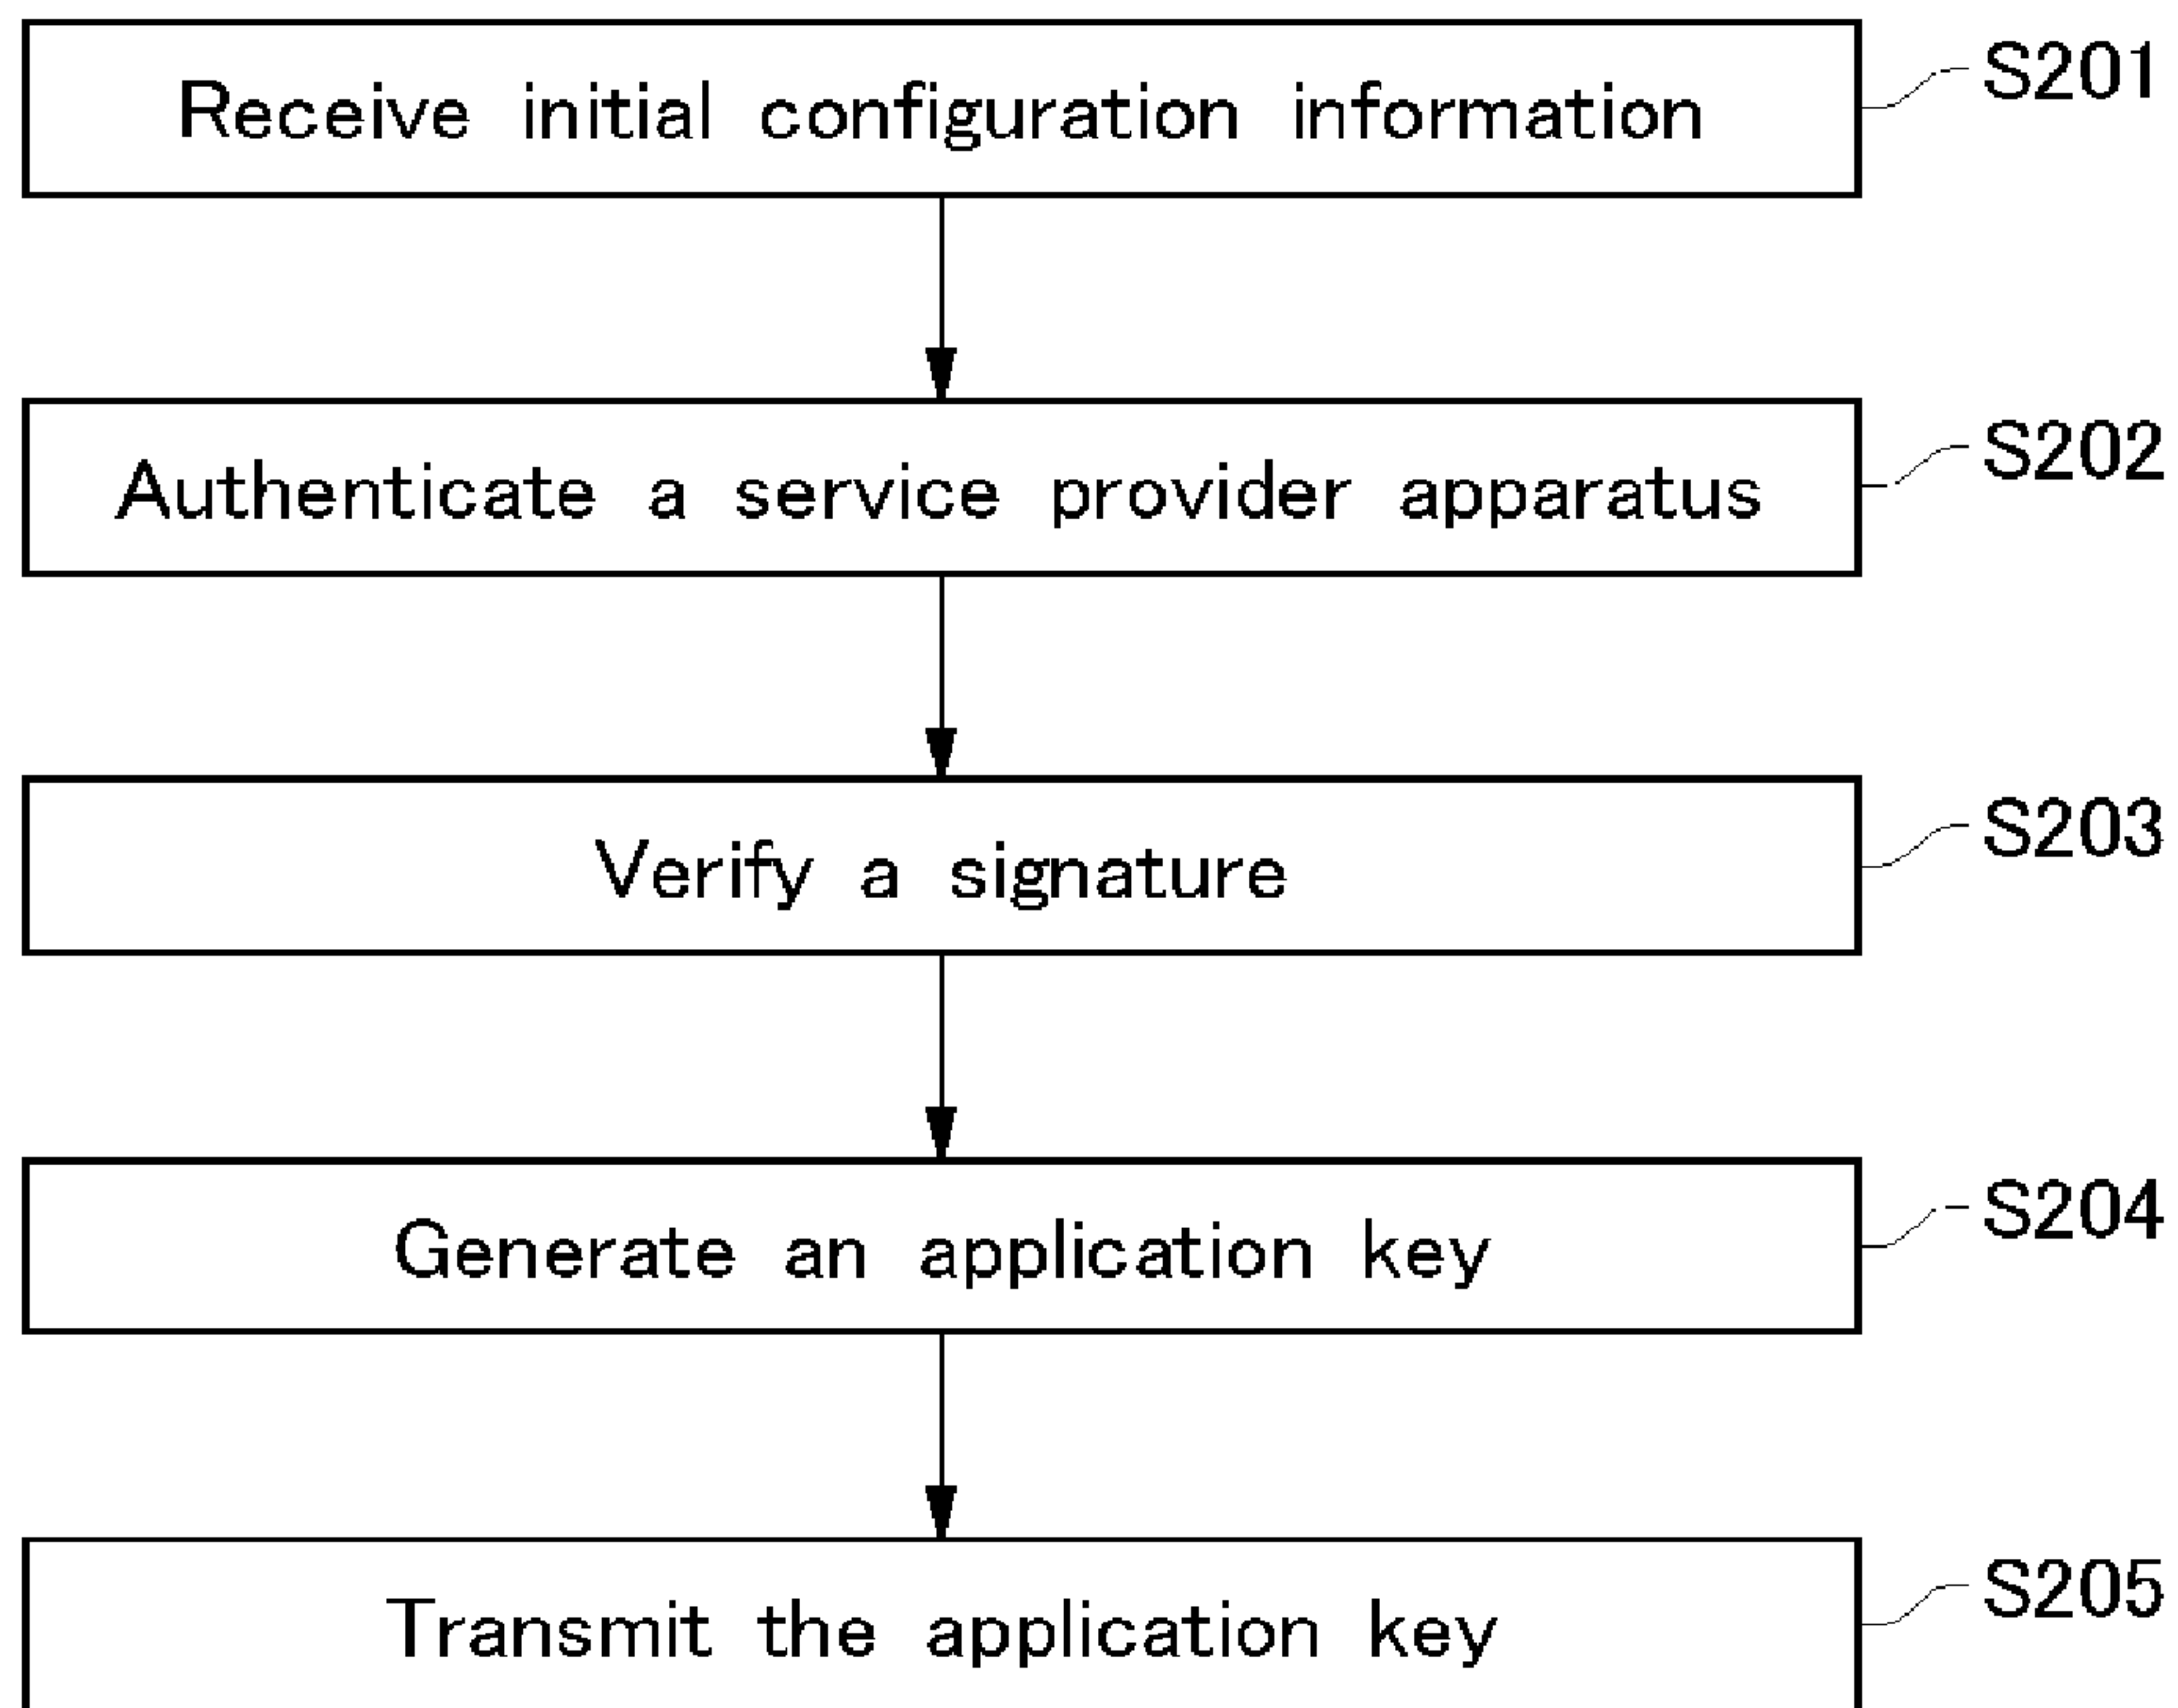 Receive initial configuration information
S201
Authenticate a service provider apparatus
S202
Verify a signature
S203
Generate an application key
S204
Transmit the application key
S205